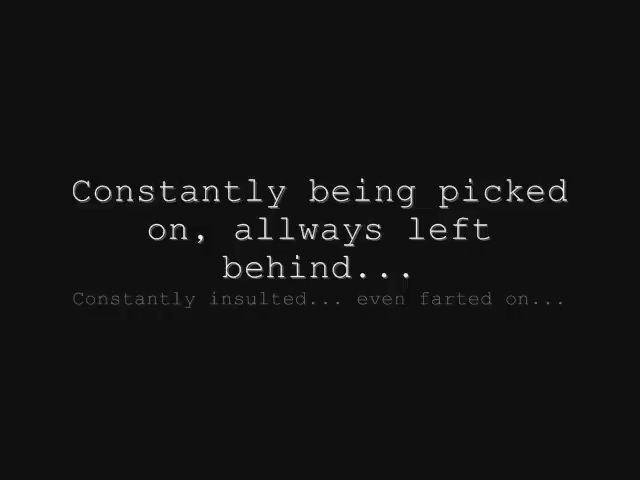 Constantly being picked
on, allways left
behind...
Constantly insulted... even farted on...